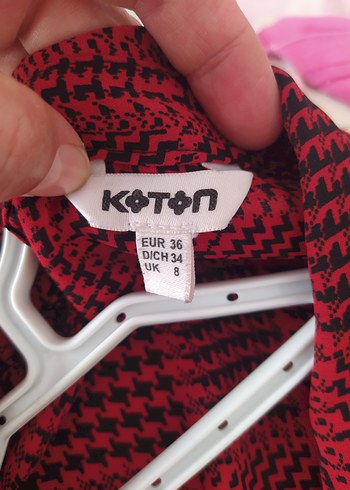 KOTON
EUR 36
D/CH 34
UK 8